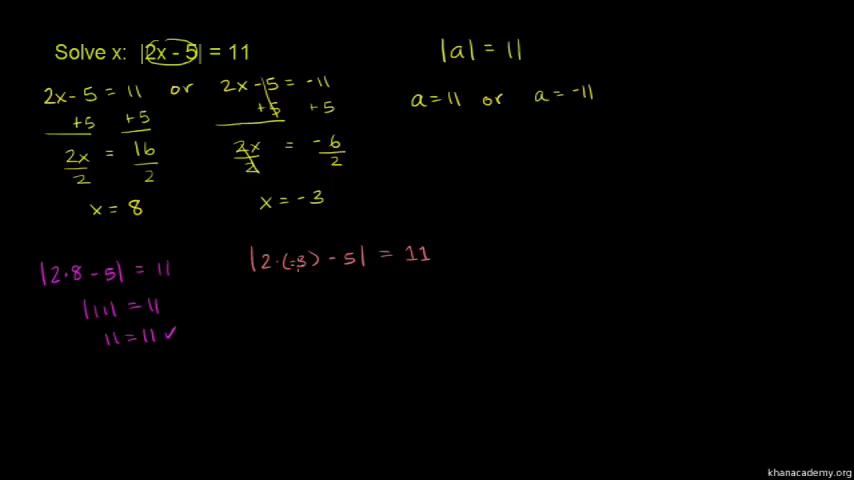 Solve x: |2x - 5| = 11
|a| = 11
2x - 5 = 11 or 2x - 5 = -11
a = 11 or a = -11
+5 +5 +5 +5
2x = 16 2x = -6
2 2 2 2
x = 8 x = -3
|2·8 - 5| = 11 |2·(-3) - 5| = 11
|11| = 11
11 = 11 ✓
khanacademy.org